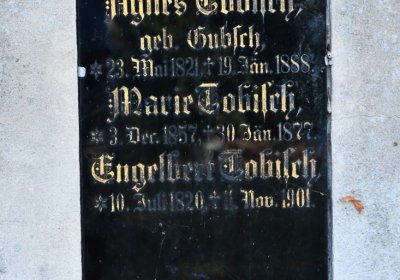 Agnes Tobisch,
geb. Gubsch,
* 23. Mai 1821, † 19. Jän. 1888.
Marie Tobisch,
* 3. Dec. 1857, † 30. Jän. 1877.
Engelbert Tobisch,
* 10. Juli 1820, † 11. Nov. 1901.